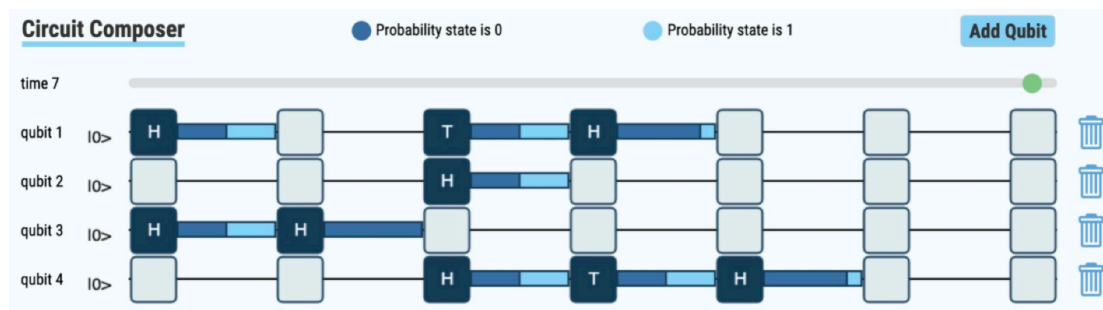 Circuit Composer Probability state is 0 Probability state is 1 Add Qubit
time 7
qubit 1 |0> H T H
qubit 2 |0> H
qubit 3 |0> H H
qubit 4 |0> H T H